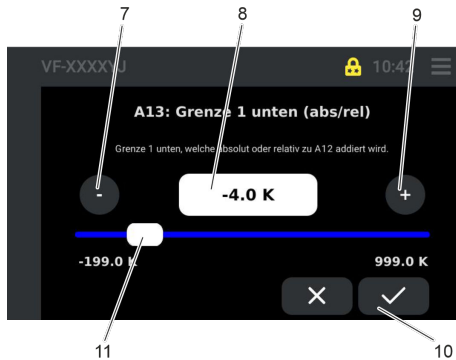 7 8 9
VF-XXXXYJ 10:42
A13: Grenze 1 unten (abs/rel)
Grenze 1 unten, welche absolut oder relativ zu A12 addiert wird.
- -4.0 K +
-199.0 K 999.0 K
11 10